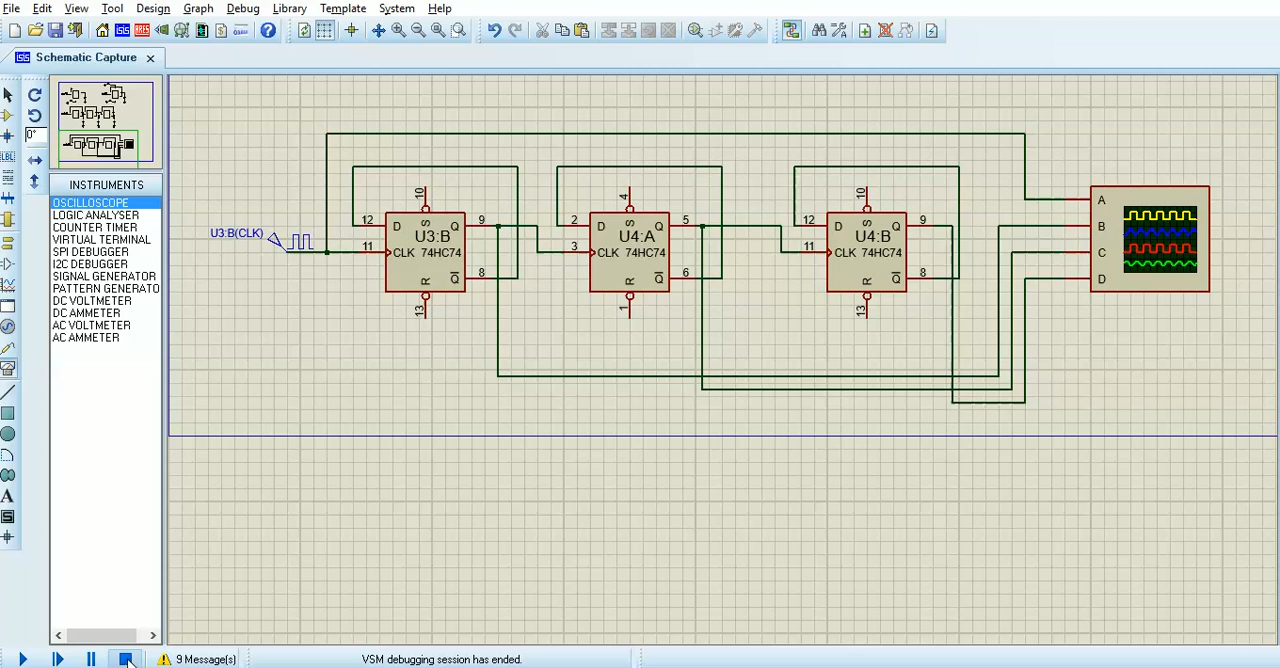 File Edit View Tool Design Graph Debug Library Template System Help
Schematic Capture
0°
LBL
INSTRUMENTS
OSCILLOSCOPE
LOGIC ANALYSER
COUNTER TIMER
VIRTUAL TERMINAL
SPI DEBUGGER
I2C DEBUGGER
SIGNAL GENERATOR
PATTERN GENERATO
DC VOLTMETER
DC AMMETER
AC VOLTMETER
AC AMMETER
A
S
U3:B(CLK)
10
12 D S Q 9
U3:B
11 CLK 74HC74
R Q 8
13
4
2 D S Q 5
U4:A
3 CLK 74HC74
R Q 6
1
10
12 D S Q 9
U4:B
11 CLK 74HC74
R Q 8
13
A
B
C
D
9 Message(s)
VSM debugging session has ended.